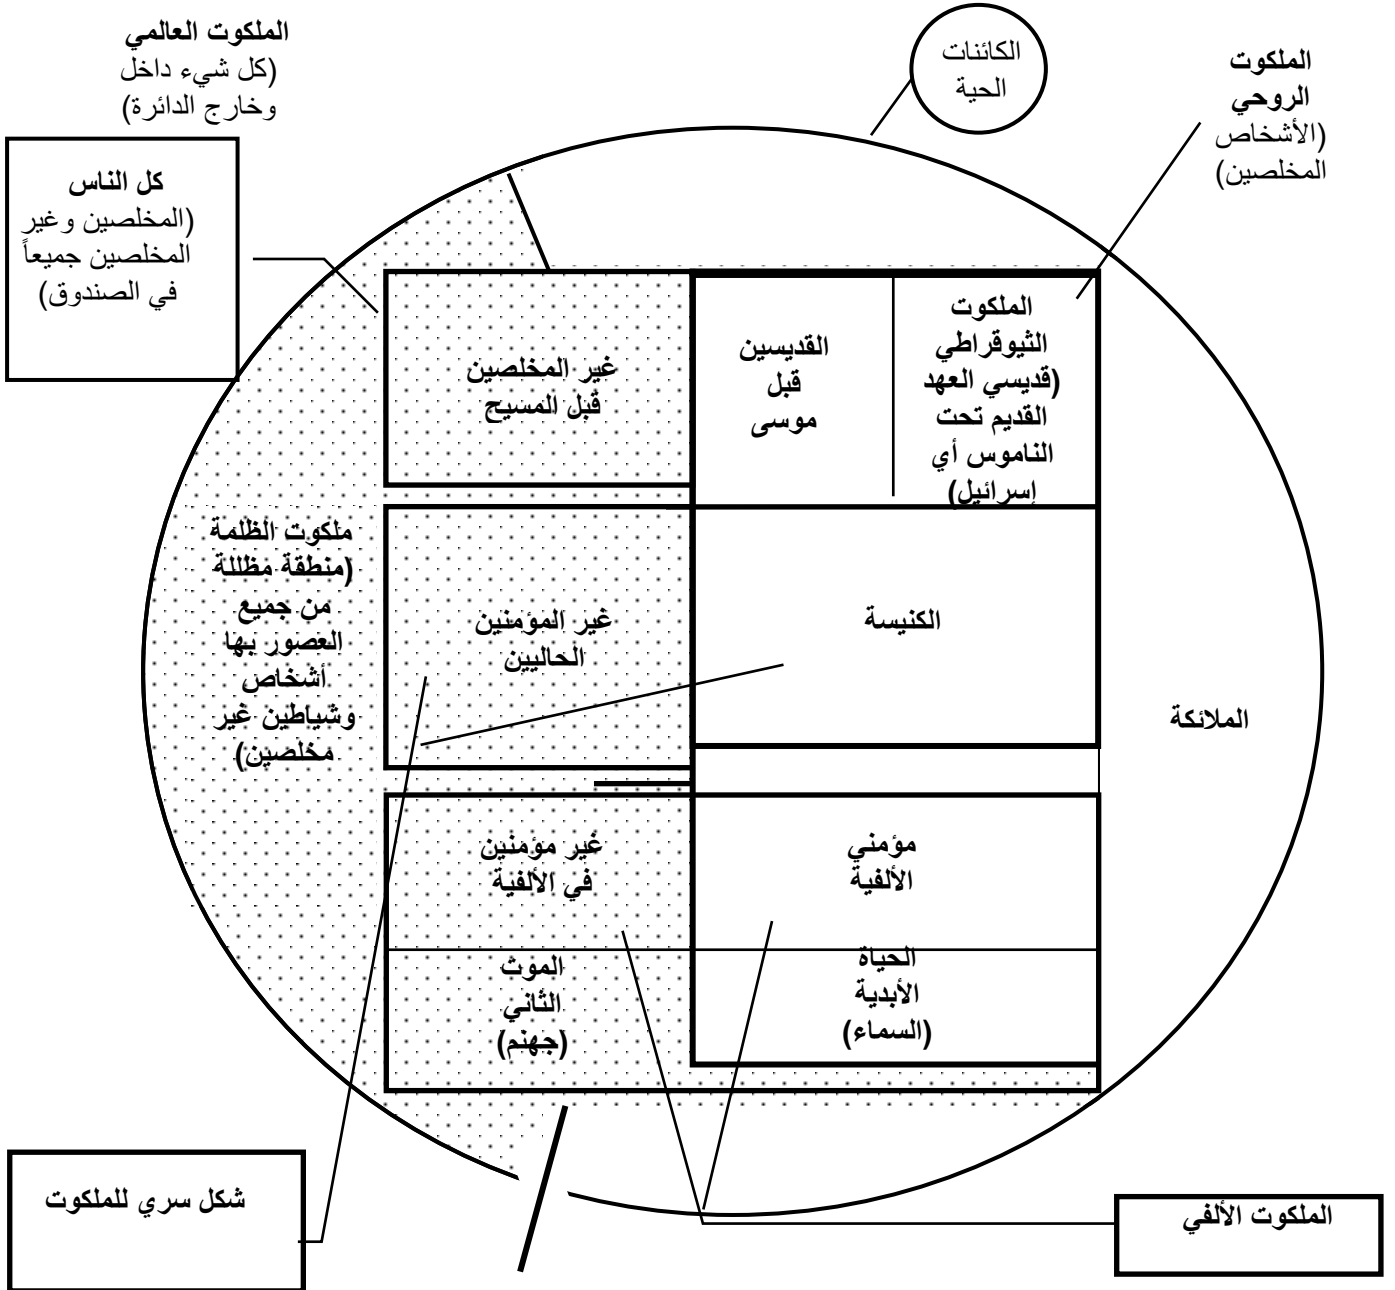 الملكوت العالمي
(كل شيء داخل
وخارج الدائرة)
الكائنات
الحية
الملكوت
الروحي
(الأشخاص
المخلصين)
كل الناس
(المخلصين وغير
المخلصين جميعاً
في الصندوق)
غير المخلصين
قبل المسيح
القديسين
قبل
موسى
الملكوت
الثيوقراطي
(قديسي العهد
القديم تحت
الناموس أي
إسرائيل)
ملكوت الظلمة
(منطقة مظللة
من جميع
العصور بها
أشخاص
وشياطين غير
مخلصين)
غير المؤمنين
الحاليين
الكنيسة
الملائكة
غير مؤمنين
في الألفية
مؤمني
الألفية
الموت
الثاني
(جهنم)
الحياة
الأبدية
(السماء)
شكل سري للملكوت
الملكوت الألفي